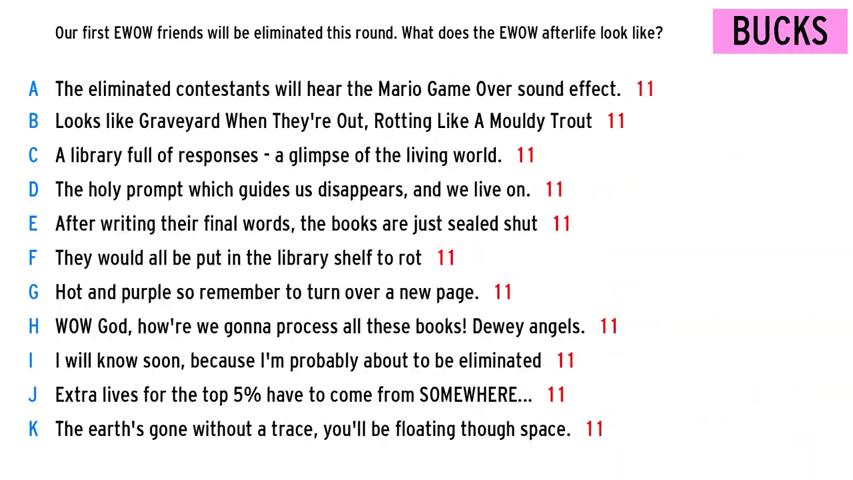 Our first EWOW friends will be eliminated this round. What does the EWOW afterlife look like?
BUCKS
A The eliminated contestants will hear the Mario Game Over sound effect. 11
B Looks like Graveyard When They're Out, Rotting Like A Mouldy Trout 11
C A library full of responses - a glimpse of the living world. 11
D The holy prompt which guides us disappears, and we live on. 11
E After writing their final words, the books are just sealed shut 11
F They would all be put in the library shelf to rot 11
G Hot and purple so remember to turn over a new page. 11
H WOW God, how're we gonna process all these books! Dewey angels. 11
I I will know soon, because I'm probably about to be eliminated 11
J Extra lives for the top 5% have to come from SOMEWHERE... 11
K The earth's gone without a trace, you'll be floating though space. 11